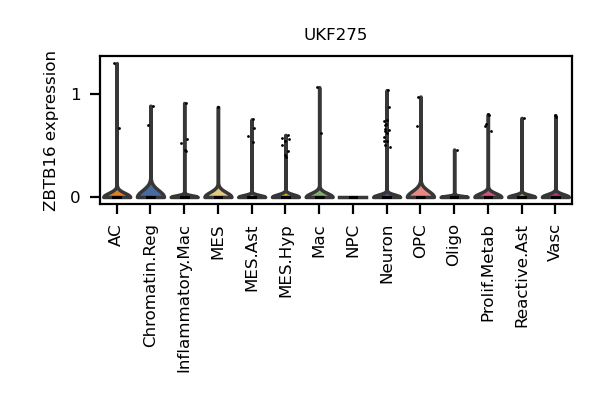 UKF275
ZBTB16 expression
1
0
AC
Chromatin.Reg
Inflammatory.Mac
MES
MES.Ast
MES.Hyp
Mac
NPC
Neuron
OPC
Oligo
Prolif.Metab
Reactive.Ast
Vasc